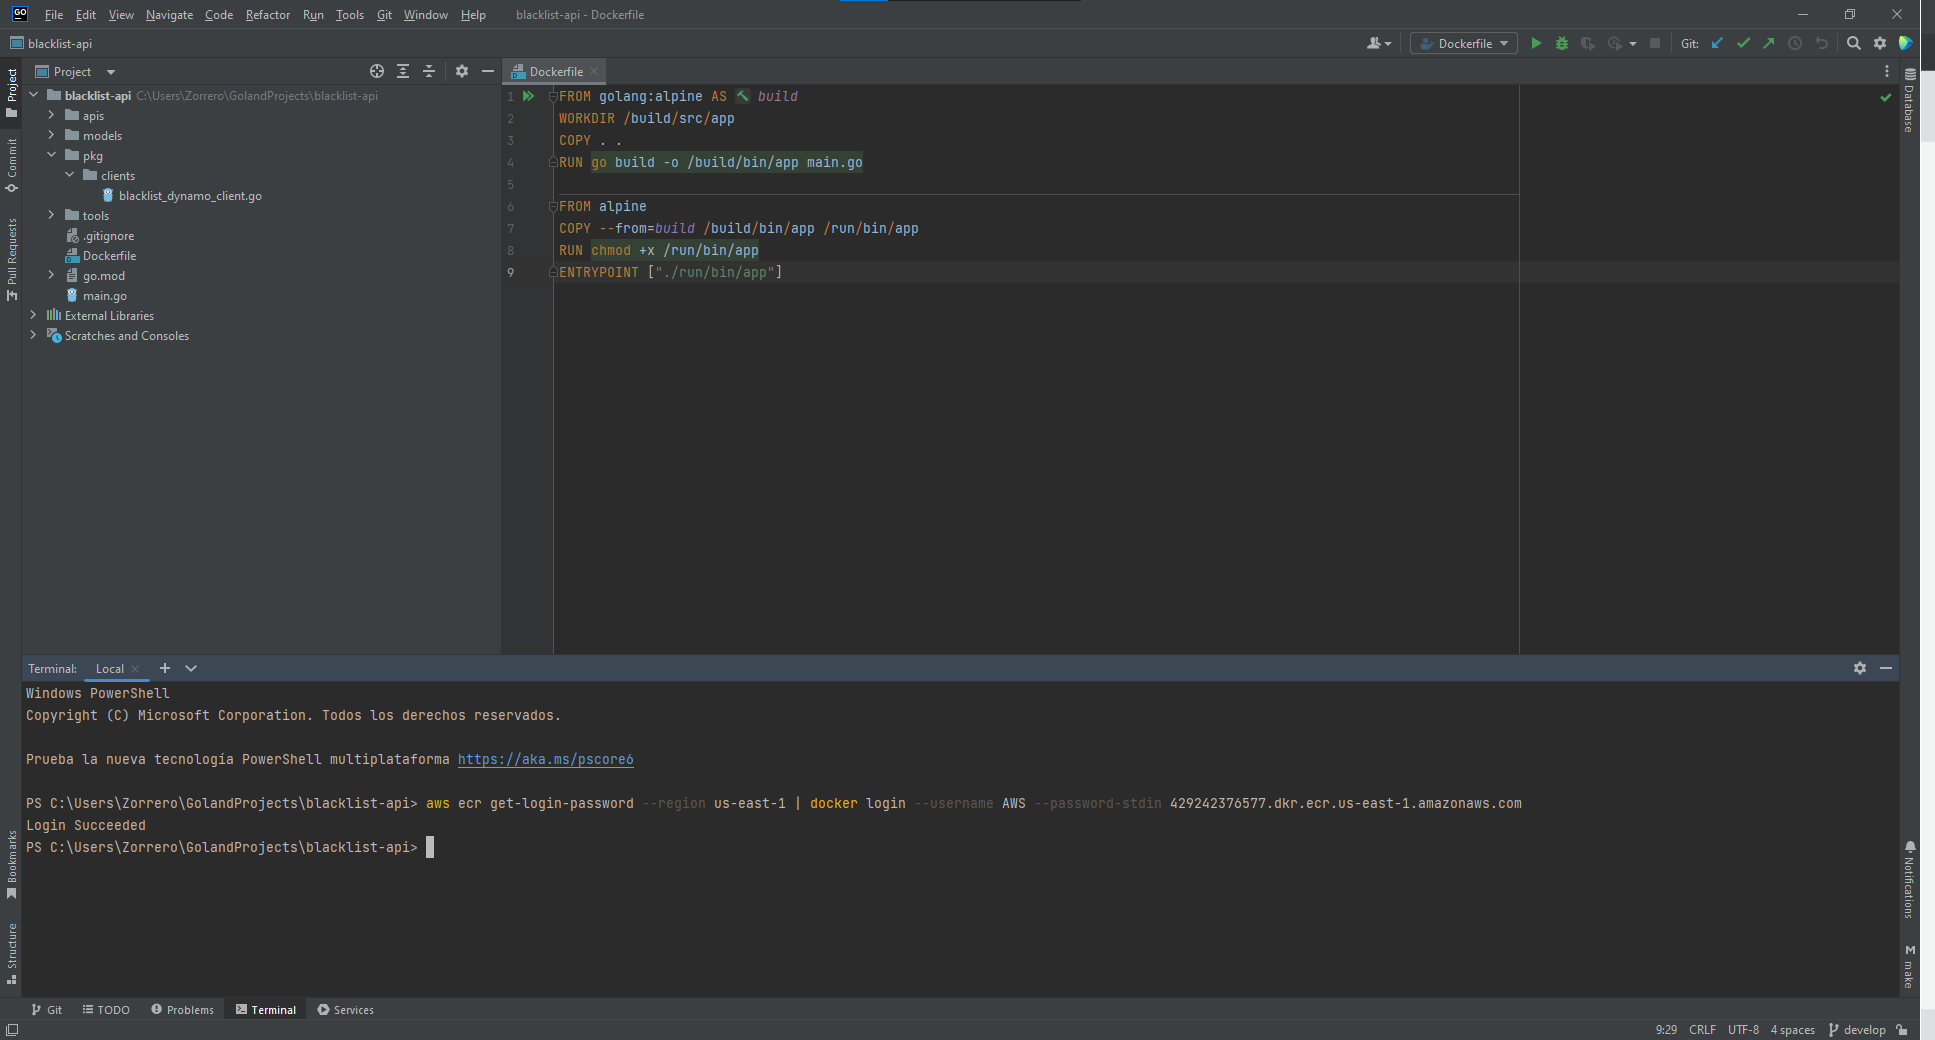 GO File Edit View Navigate Code Refactor Run Tools Git Window Help blacklist-api - Dockerfile
blacklist-api Dockerfile Git:
Project Dockerfile
blacklist-api C:\Users\Zorrero\GolandProjects\blacklist-api
apis
models
pkg
clients
blacklist_dynamo_client.go
tools
.gitignore
Dockerfile
go.mod
main.go
External Libraries
Scratches and Consoles
1 FROM golang:alpine AS build
2 WORKDIR /build/src/app
3 COPY . .
4 RUN go build -o /build/bin/app main.go
5
6 FROM alpine
7 COPY --from=build /build/bin/app /run/bin/app
8 RUN chmod +x /run/bin/app
9 ENTRYPOINT ["./run/bin/app"]
Project
Commit
Pull Requests
Bookmarks
Structure
Database
Notifications
M make
Terminal: Local
Windows PowerShell
Copyright (C) Microsoft Corporation. Todos los derechos reservados.
Prueba la nueva tecnología PowerShell multiplataforma https://aka.ms/pscore6
PS C:\Users\Zorrero\GolandProjects\blacklist-api> aws ecr get-login-password --region us-east-1 | docker login --username AWS --password-stdin 429242376577.dkr.ecr.us-east-1.amazonaws.com
Login Succeeded
PS C:\Users\Zorrero\GolandProjects\blacklist-api>
Git TODO Problems Terminal Services
9:29 CRLF UTF-8 4 spaces develop